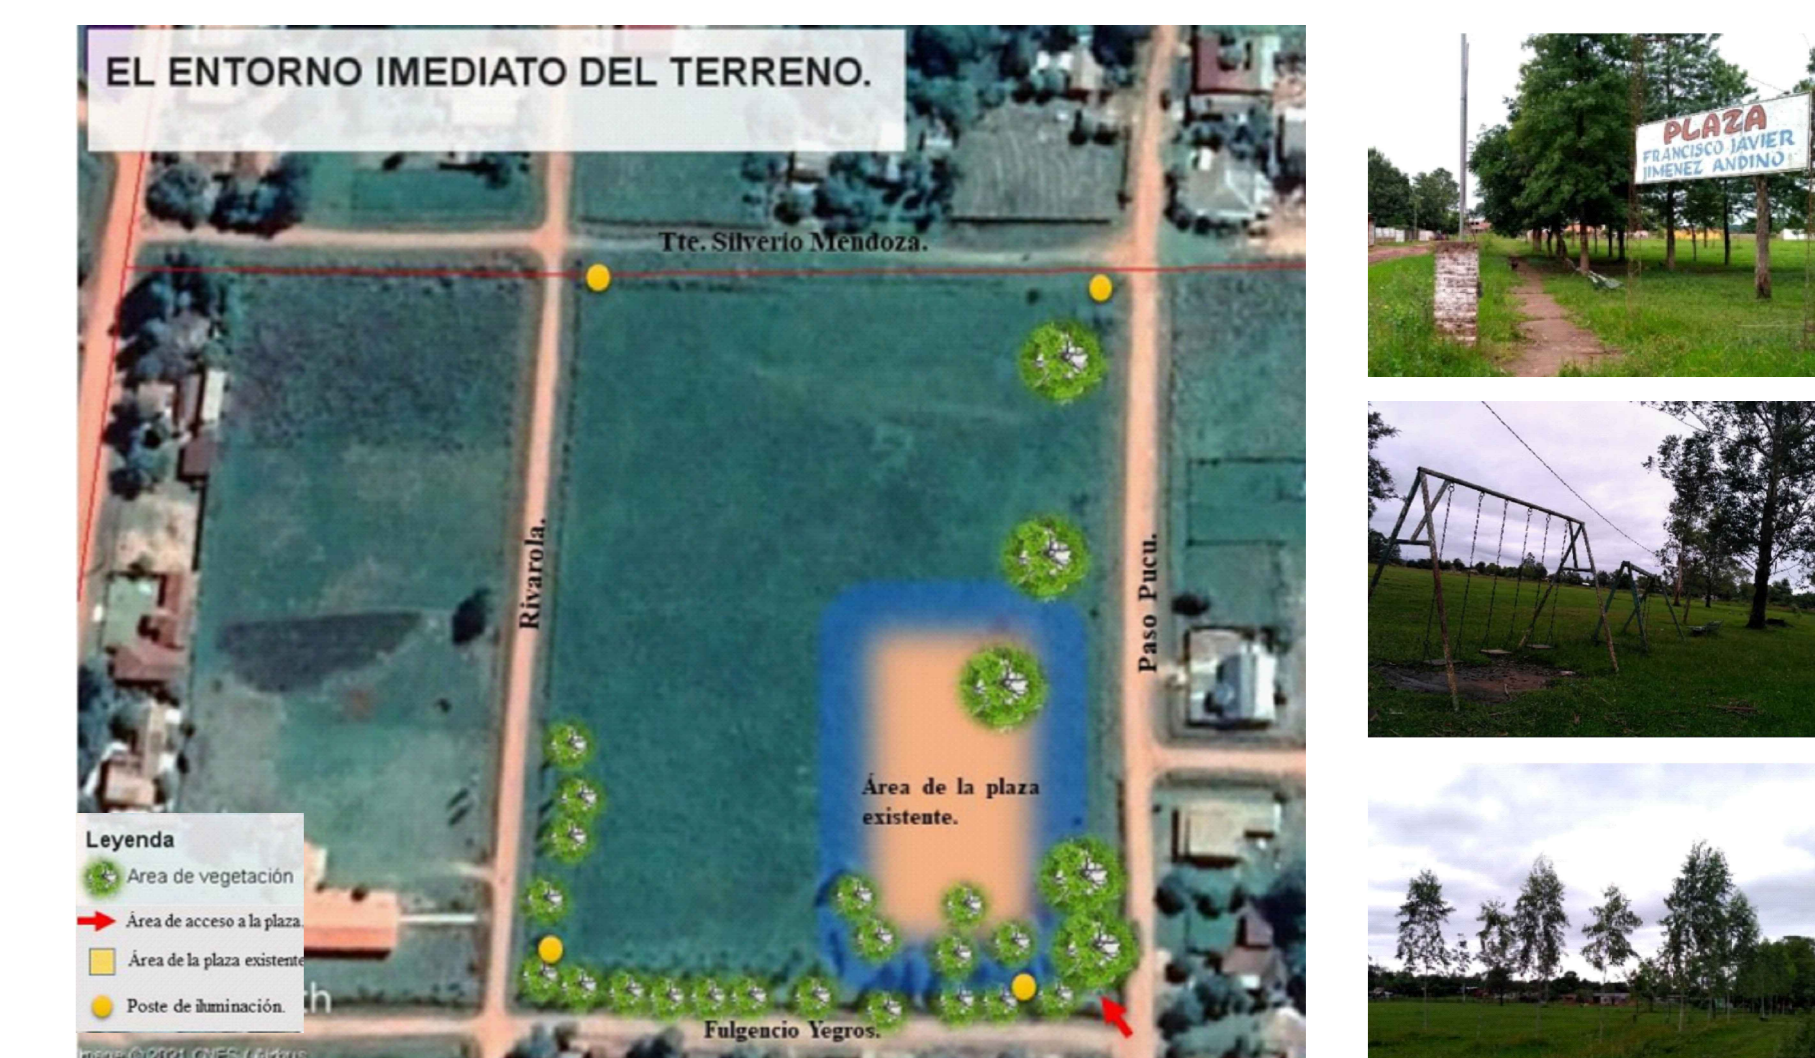 EL ENTORNO IMEDIATO DEL TERRENO.
PLAZA
FRANCISCO JAVIER
JIMENEZ ANDINO
Tte. Silverio Mendoza.
Rivarola.
Paso Pucu.
Área de la plaza
existente.
Leyenda
Area de vegetación
Área de acceso a la plaza.
Área de la plaza existente
Poste de iluminación.
Fulgencio Yegros.